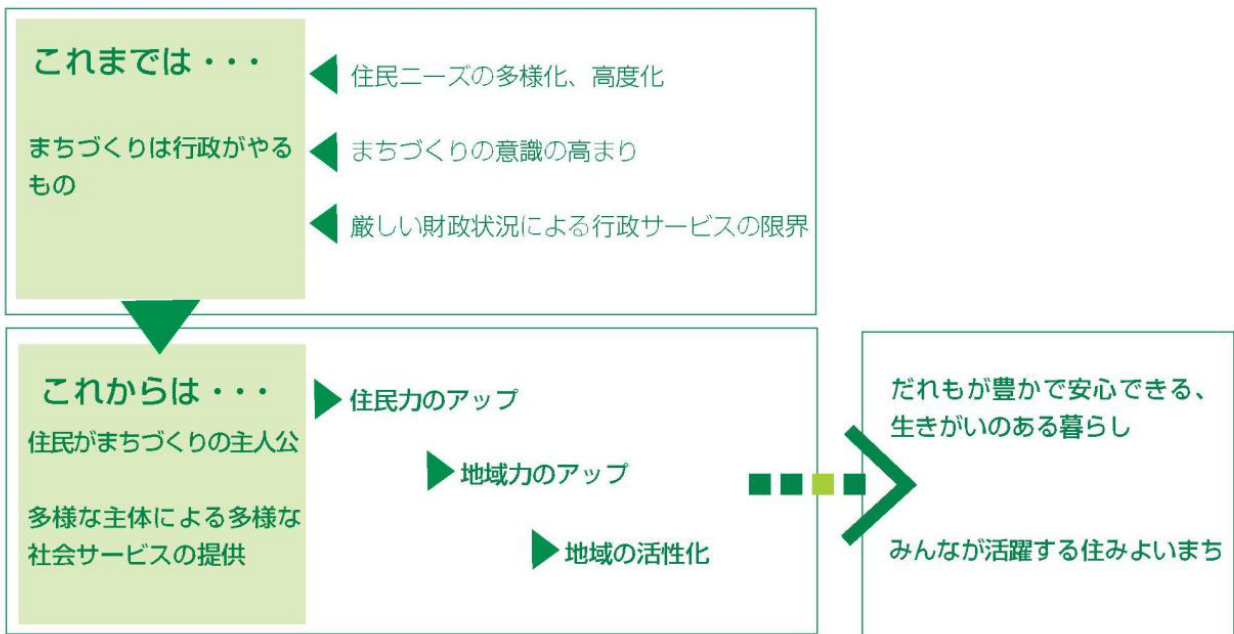 これまでは・・・
まちづくりは行政がやる
もの
住民ニーズの多様化、高度化
まちづくりの意識の高まり
厳しい財政状況による行政サービスの限界
これからは・・・
住民がまちづくりの主人公
多様な主体による多様な
社会サービスの提供
住民力のアップ
地域力のアップ
地域の活性化
だれもが豊かで安心できる、
生きがいのある暮らし
みんなが活躍する住みよいまち